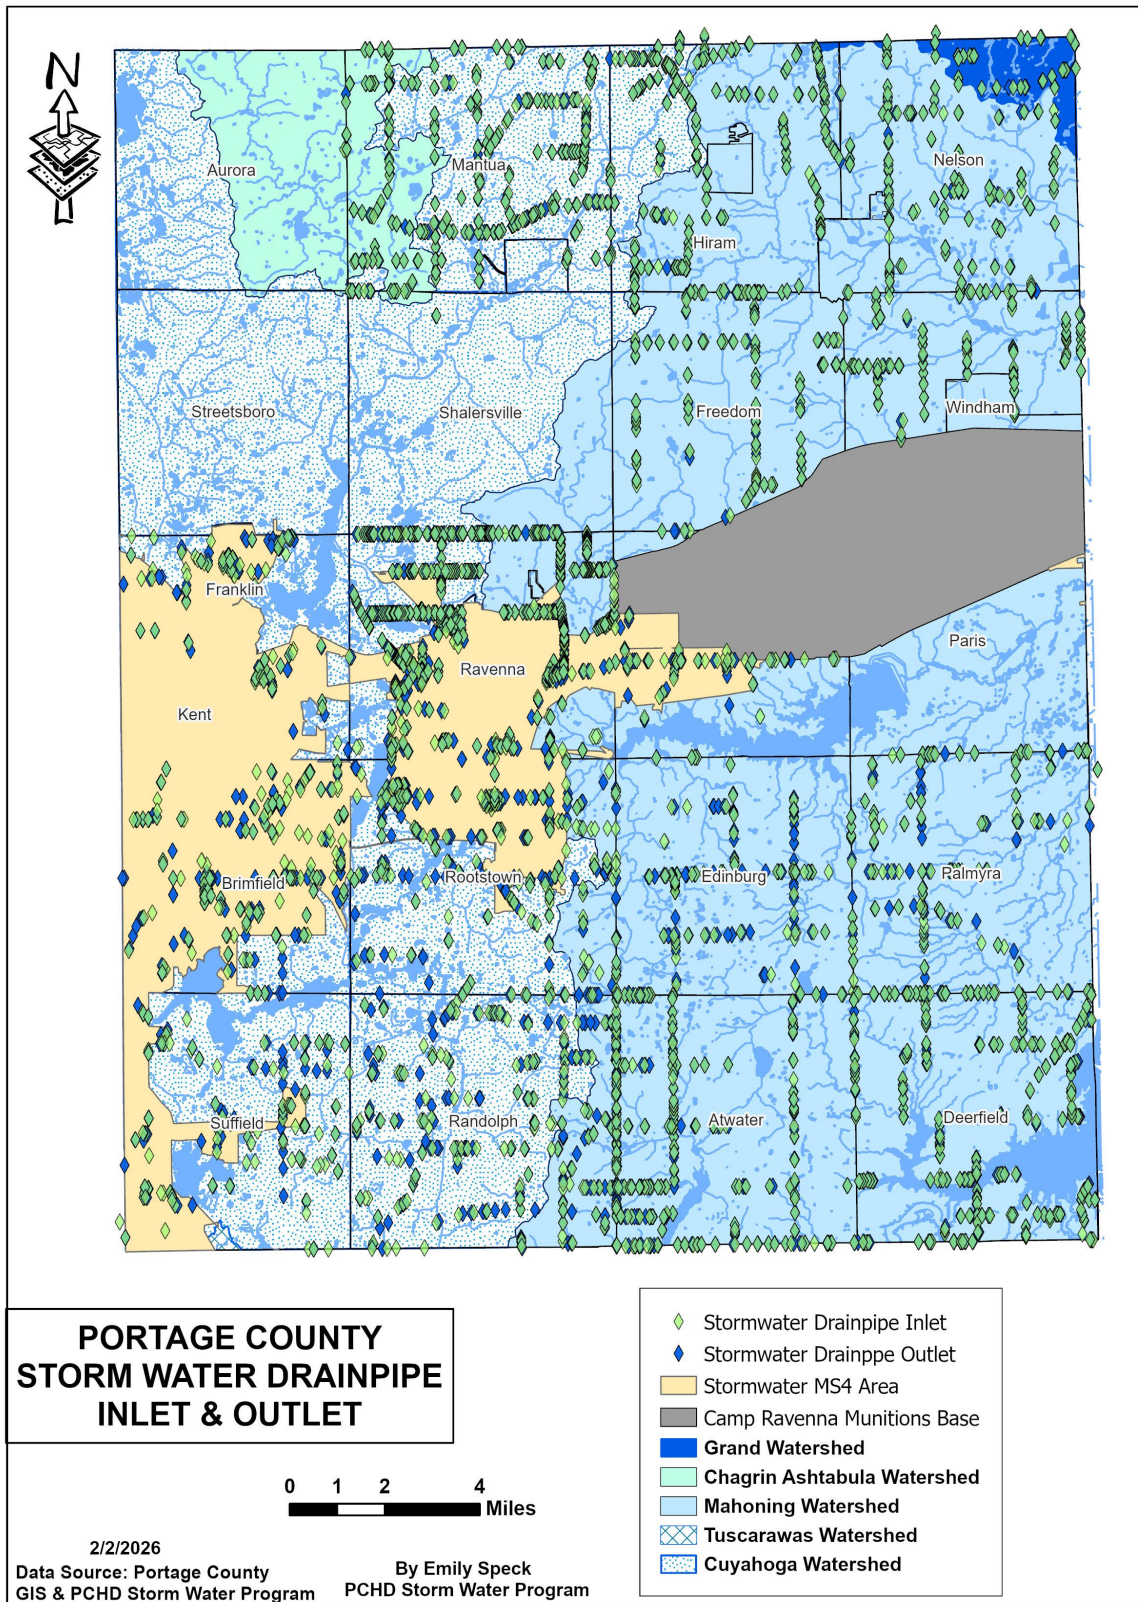 N
Aurora
Mantua
Nelson
Hiram
Streetsboro
Shalersville
Freedom
Windham
Franklin
Paris
Ravenna
Kent
Brimfield
Rootstown
Edinburg
Palmyra
Suffield
Randolph
Atwater
Deerfield
PORTAGE COUNTY
STORM WATER DRAINPIPE
INLET & OUTLET
0 1 2 4
Miles
2/2/2026
Data Source: Portage County
GIS & PCHD Storm Water Program
By Emily Speck
PCHD Storm Water Program
Stormwater Drainpipe Inlet
Stormwater Drainppe Outlet
Stormwater MS4 Area
Camp Ravenna Munitions Base
Grand Watershed
Chagrin Ashtabula Watershed
Mahoning Watershed
Tuscarawas Watershed
Cuyahoga Watershed